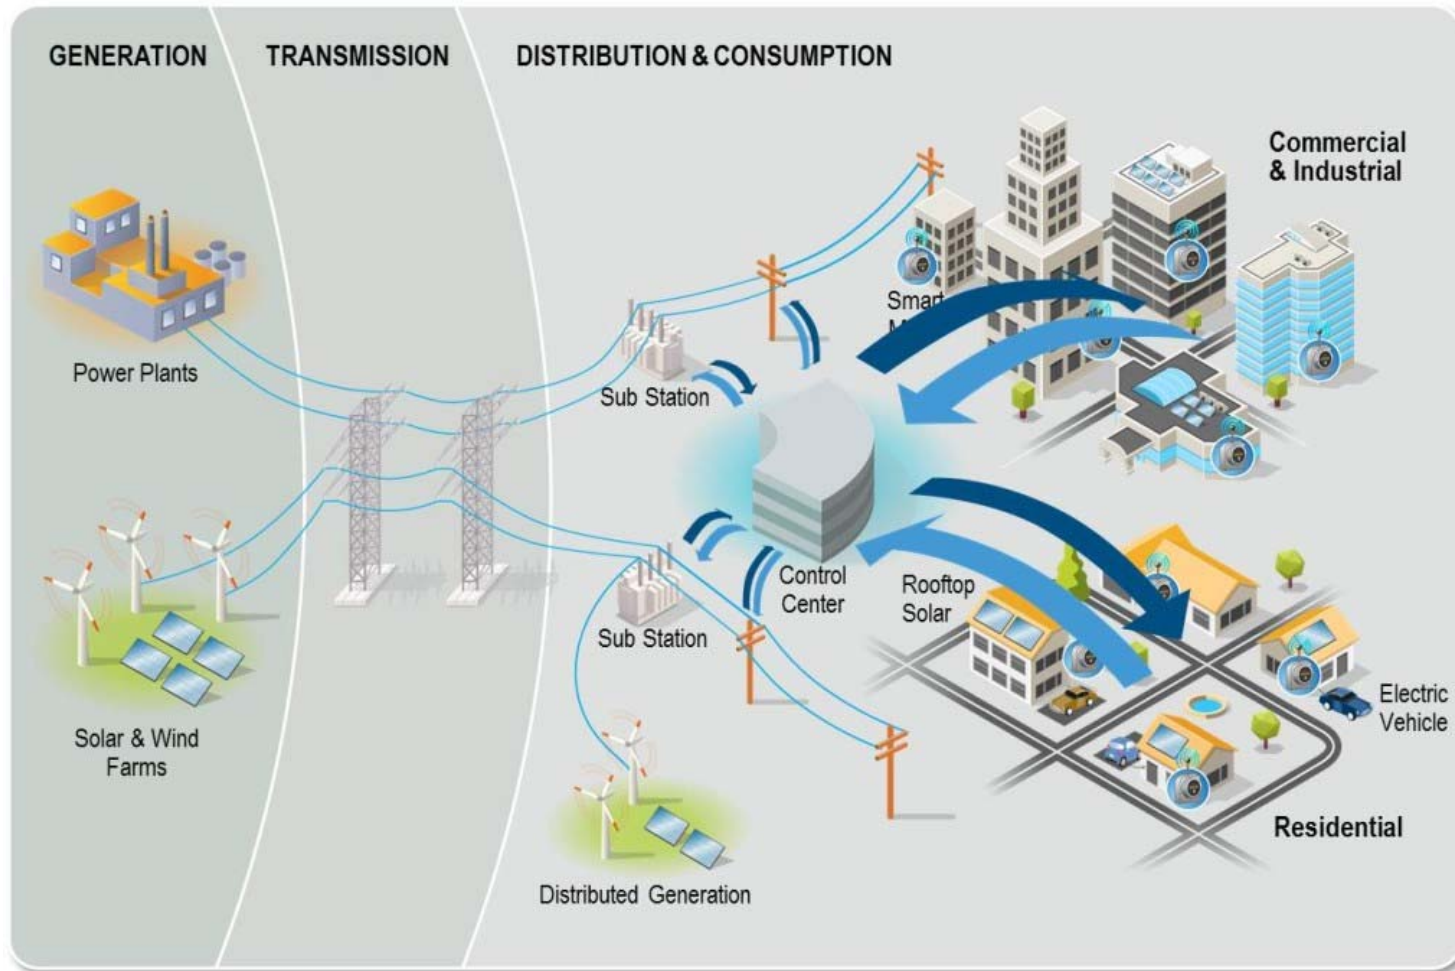 GENERATION
TRANSMISSION
DISTRIBUTION & CONSUMPTION
Commercial
& Industrial
Power Plants
Smart
Sub Station
Control
Center
Rooftop
Solar
Sub Station
Electric
Vehicle
Solar & Wind
Farms
Residential
Distributed Generation